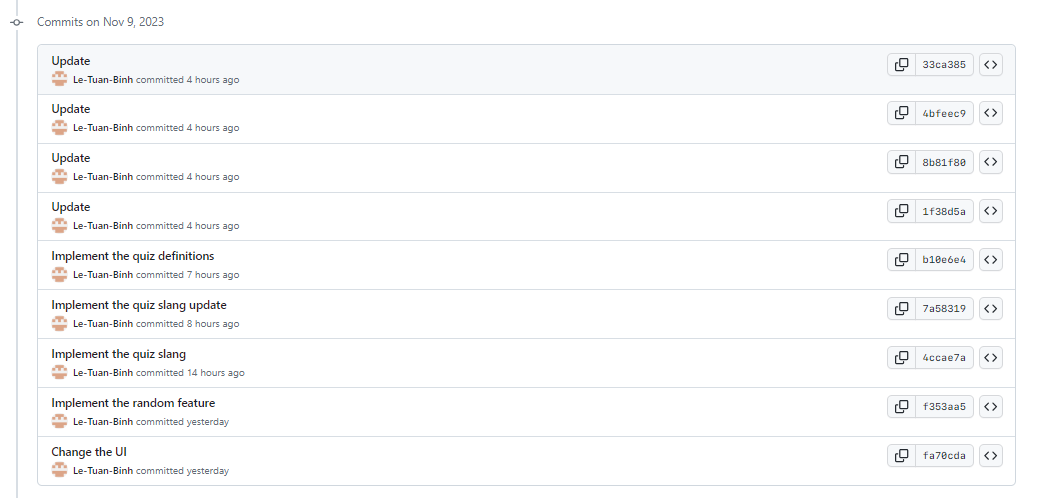 Commits on Nov 9, 2023
Update
Le-Tuan-Binh committed 4 hours ago
33ca385
Update
Le-Tuan-Binh committed 4 hours ago
4bfeec9
Update
Le-Tuan-Binh committed 4 hours ago
8b81f80
Update
Le-Tuan-Binh committed 4 hours ago
1f38d5a
Implement the quiz definitions
Le-Tuan-Binh committed 7 hours ago
b10e6e4
Implement the quiz slang update
Le-Tuan-Binh committed 8 hours ago
7a58319
Implement the quiz slang
Le-Tuan-Binh committed 14 hours ago
4ccae7a
Implement the random feature
Le-Tuan-Binh committed yesterday
f353aa5
Change the UI
Le-Tuan-Binh committed yesterday
fa70cda